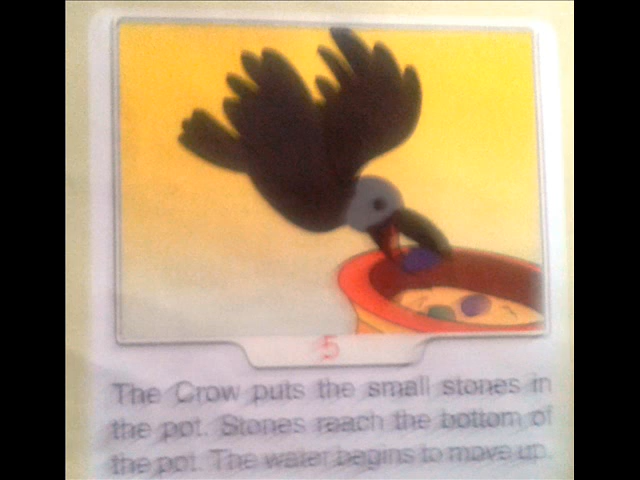 5
The Crow puts the small stones in
the pot. Stones reach the bottom of
the pot. The water begins to move up.